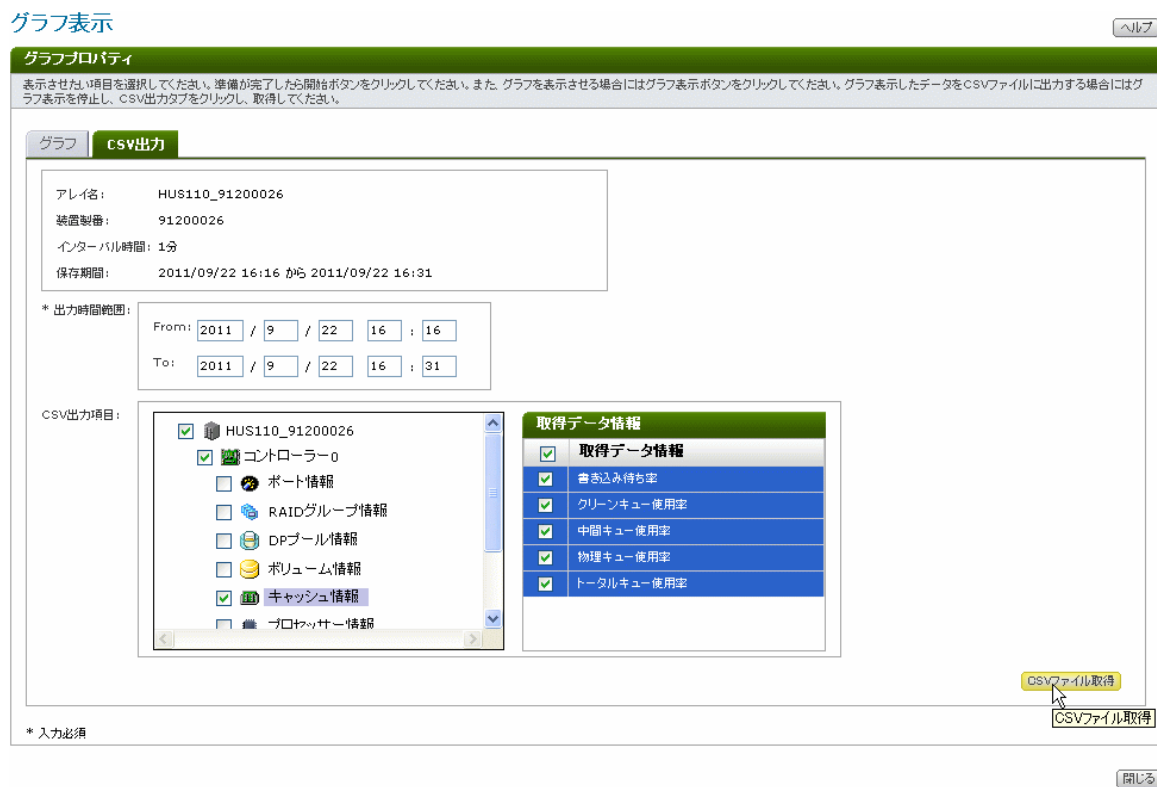 グラフ表示
ヘルプ
グラフプロパティ
表示させたい項目を選択してください。準備が完了したら開始ボタンをクリックしてください。また、グラフを表示させる場合にはグラフ表示ボタンをクリックしてください。グラフ表示したデータをCSVファイルに出力する場合にはグ
ラフ表示を停止し、CSV出力タブをクリックし、取得してください。
グラフ CSV出力
アレイ名: HUS110_91200026
装置製番: 91200026
インターバル時間: 1分
保存期間: 2011/09/22 16:16 から 2011/09/22 16:31
* 出力時間範囲:
From: 2011 / 9 / 22 16 : 16
To: 2011 / 9 / 22 16 : 31
CSV出力項目:
HUS110_91200026
コントローラー0
ポート情報
RAIDグループ情報
DPプール情報
ボリューム情報
キャッシュ情報
プロセッサー情報
取得データ情報
取得データ情報
書き込み待ち率
クリーンキュー使用率
中間キュー使用率
物理キュー使用率
トータルキュー使用率
CSVファイル取得
CSVファイル取得
* 入力必須
閉じる